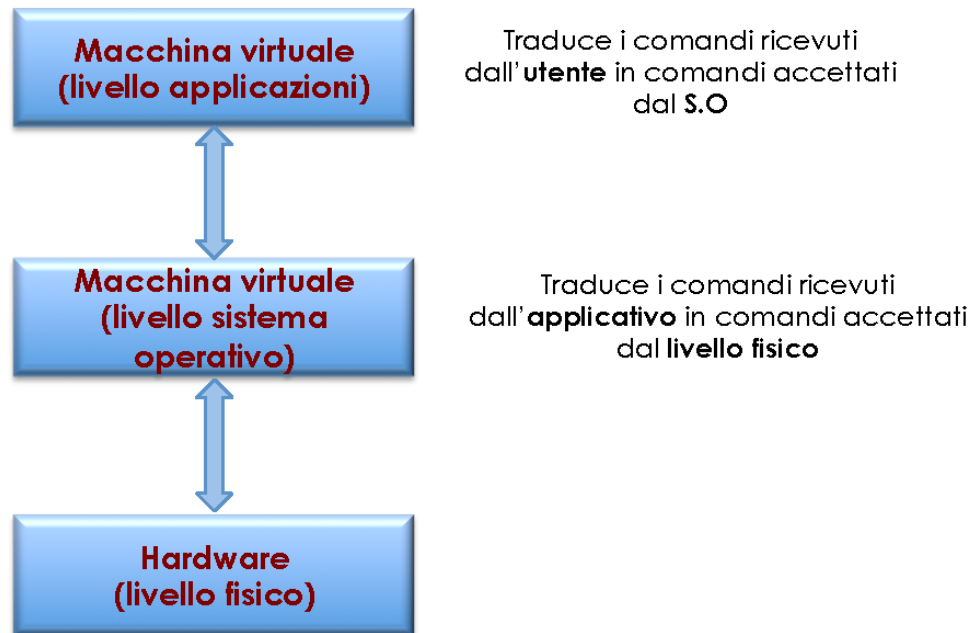 Macchina virtuale
(livello applicazioni)
Traduce i comandi ricevuti
dall'utente in comandi accettati
dal S.O
Macchina virtuale
(livello sistema
operativo)
Traduce i comandi ricevuti
dall'applicativo in comandi accettati
dal livello fisico
Hardware
(livello fisico)